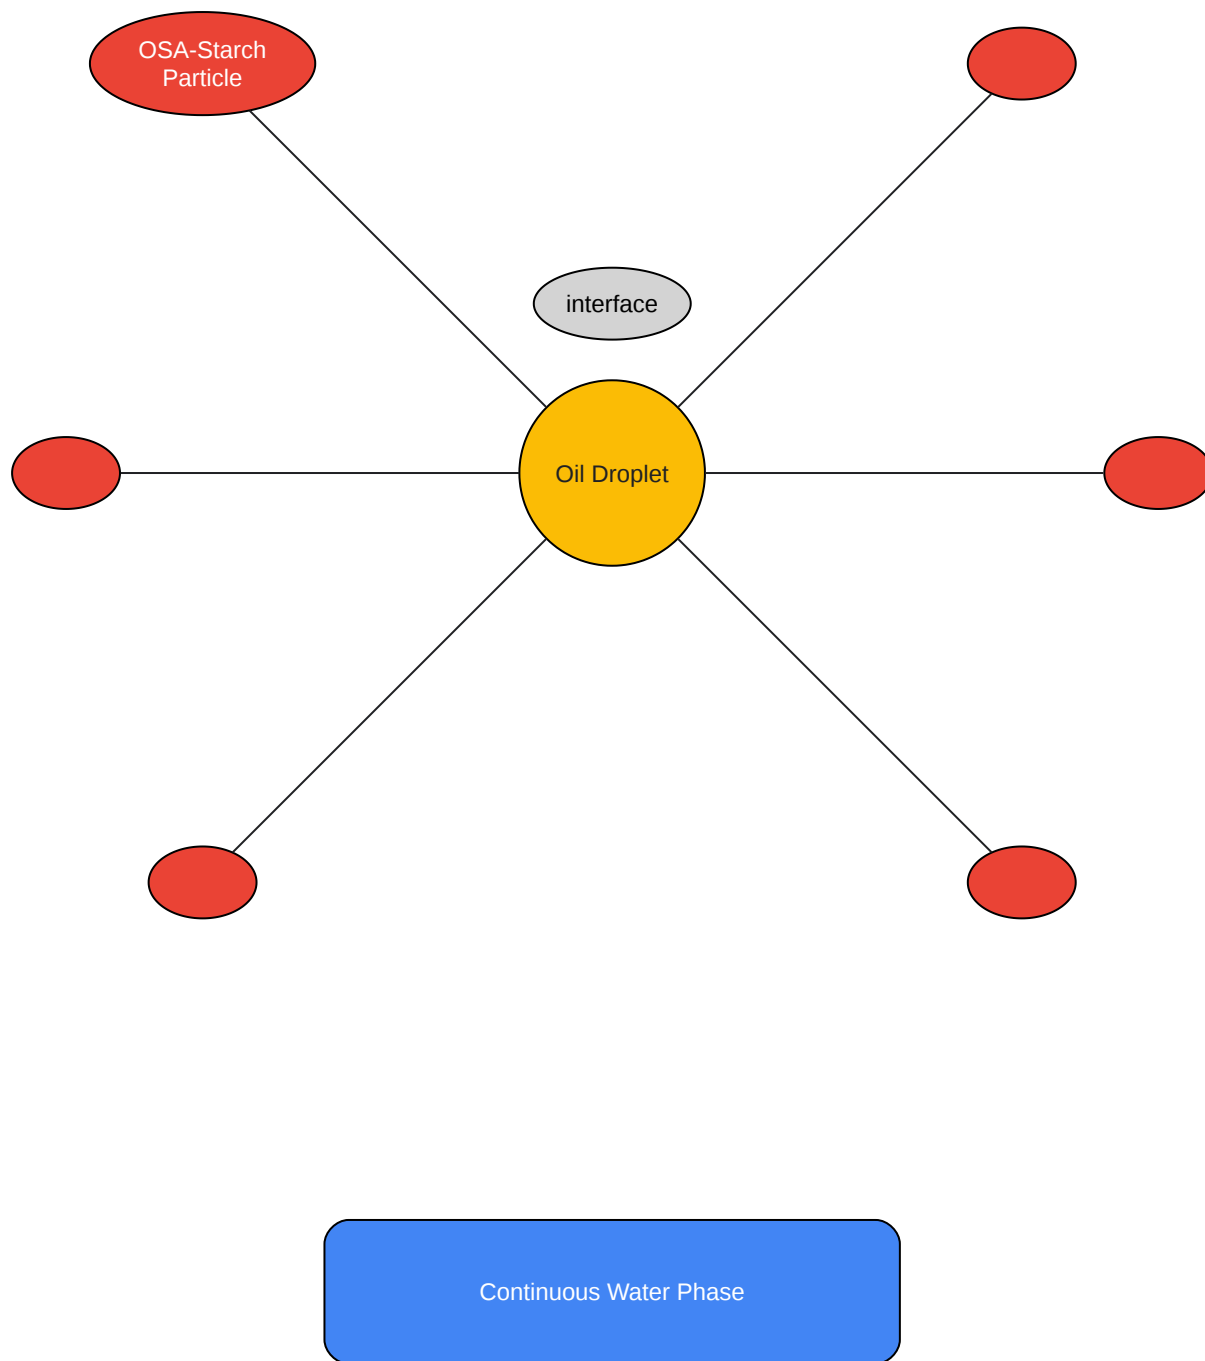 OSA-Starch
Particle
interface
Oil Droplet
Continuous Water Phase